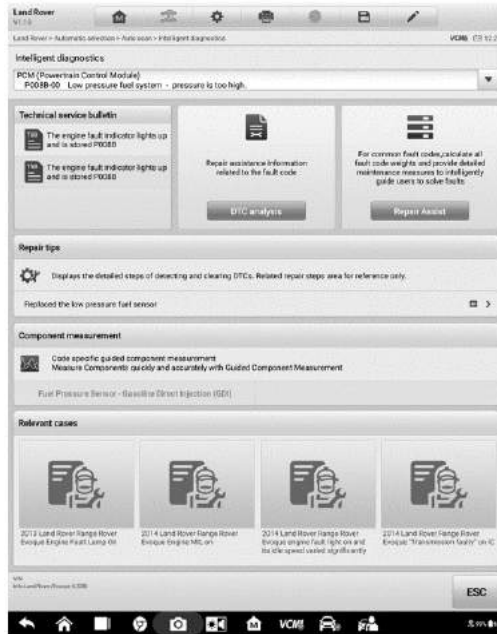 Land Rover
V1.2.0
Land Rover > Automatic selection > Auto scan > Intelligent diagnostics
VCMI
Intelligent diagnostics
PCM (Powertrain Control Module)
P008B-00 Low pressure fuel system - pressure is too high.
Technical service bulletin
The engine fault indicator lights up
and is stored P008B
The engine fault indicator lights up
and is stored P008B
Repair assistance information
related to the fault code
DTC analysis
For common fault codes,calculate all
fault code weights and provide detailed
maintenance measures to intelligently
guide users to solve faults
Repair Assist
Repair tips
Displays the detailed steps of detecting and clearing DTCs. Related repair steps area for reference only.
Replaced the low pressure fuel sensor
Component measurement
Code specific guided component measurement
Measure Components quickly and accurately with Guided Component Measurement
Fuel Pressure Sensor - Gasoline Direct Injection (GDI)
Relevant cases
2013 Land Rover Range Rover
Evoque Engine Fault Lamp On
2014 Land Rover Range Rover
Evoque Engine MIL on
2014 Land Rover Range Rover
Evoque engine fault light on and
its idle speed varied significantly
2014 Land Rover Range Rover
Evoque "Transmission faulty" on IC
ESC
VCMI